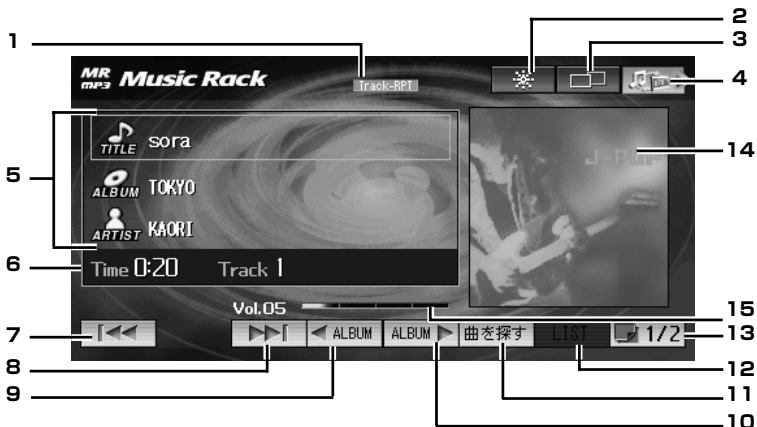 2
1
3
MR MP3 Music Rack
Track-RPT
4
TITLE sora
J-POP
14
5
ALBUM TOKYO
ARTIST KAORI
6
Time 0:20 Track 1
Vol.05
15
7
◀ ALBUM
ALBUM ▶
曲を探す
LIST
1/2
13
8
12
9
11
10